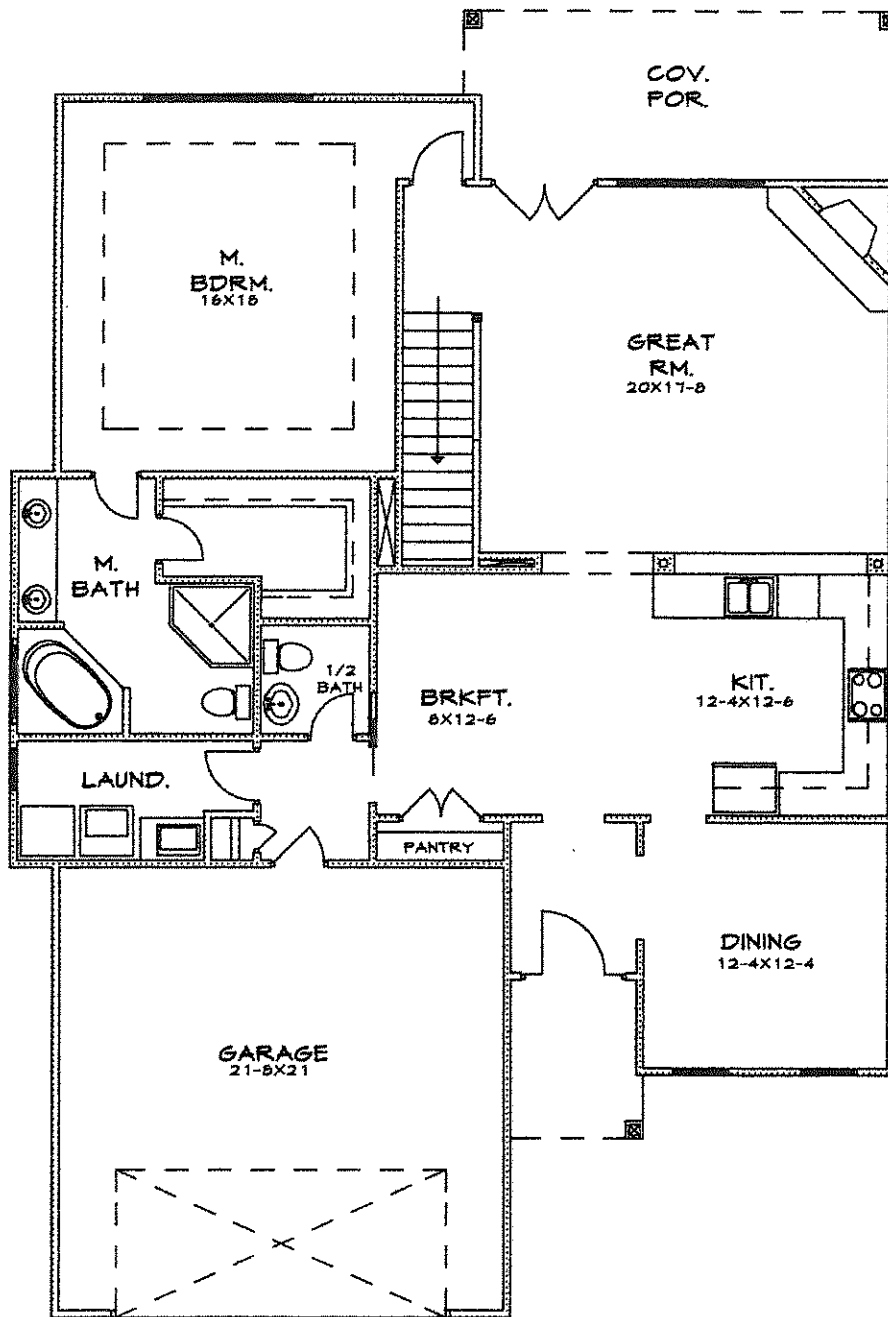 COV.
POR.
M.
BDRM.
16X18
GREAT
RM.
20X17-8
M.
BATH
1/2
BATH
BRKFT.
8X12-6
KIT.
12-4X12-6
LAUND.
PANTRY
DINING
12-4X12-4
GARAGE
21-8X21